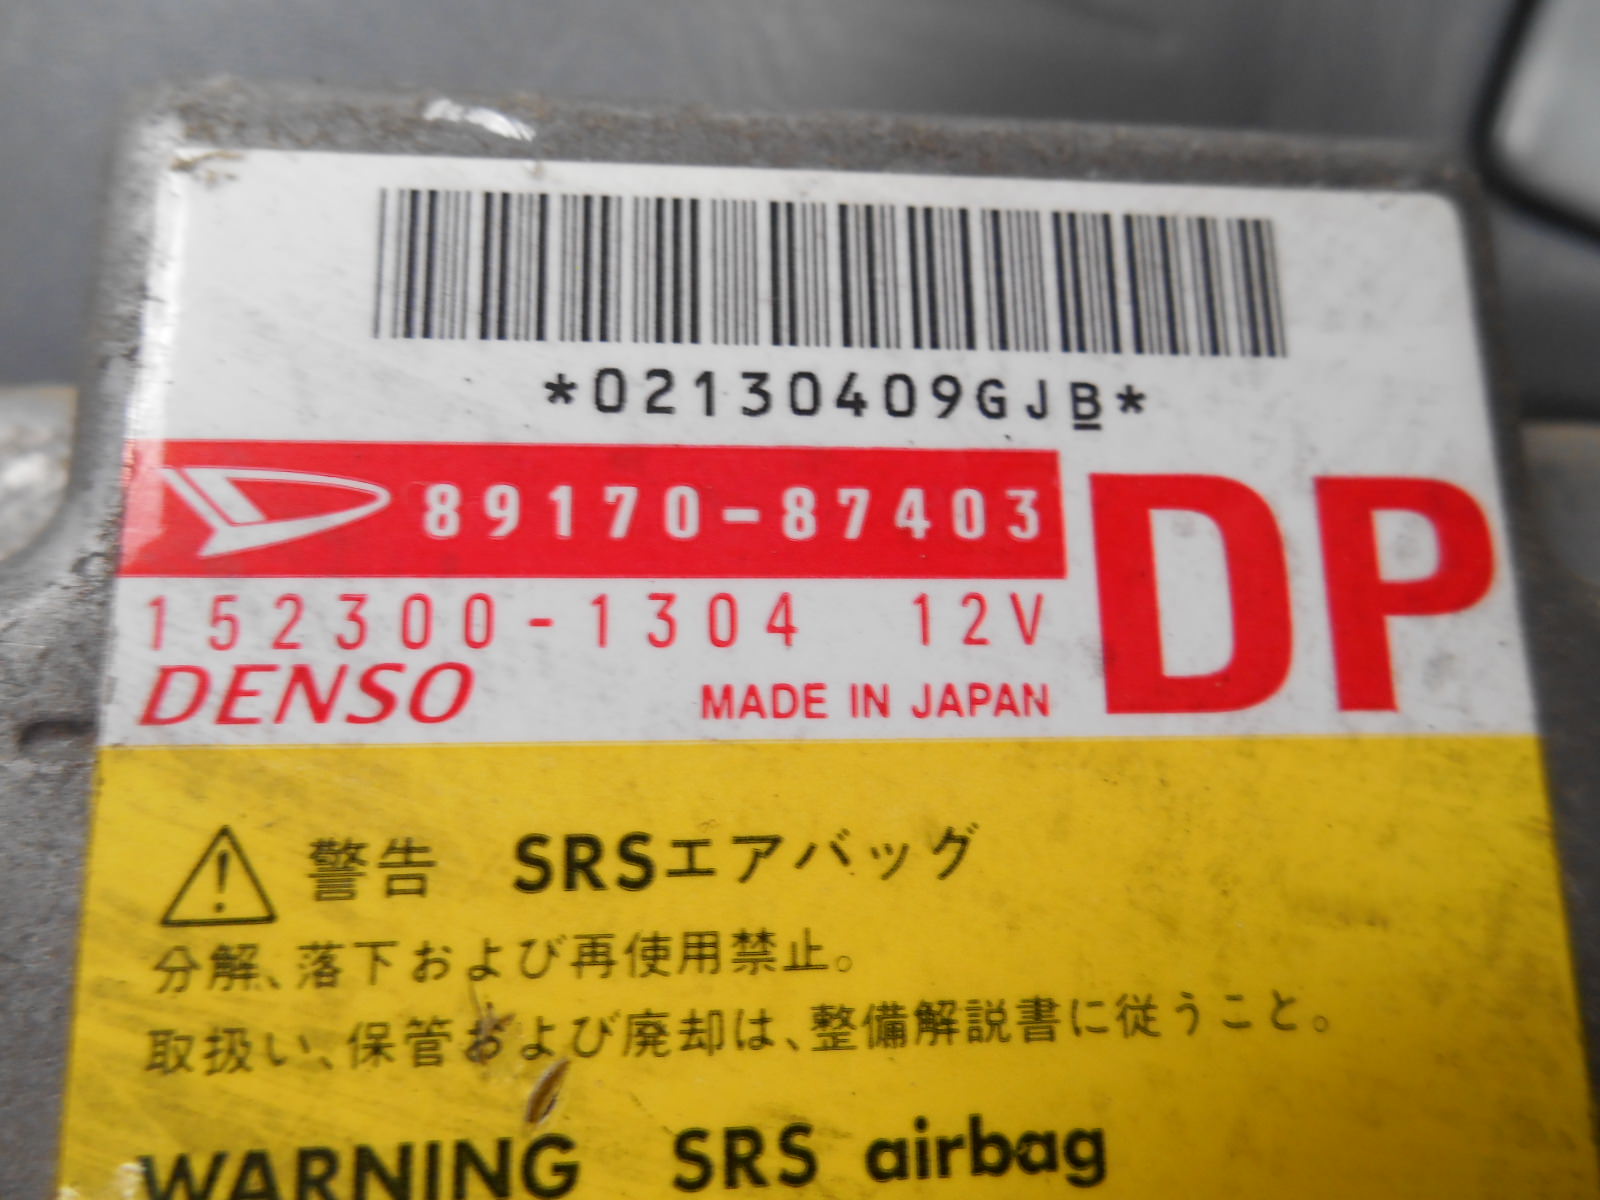 *02130409GJB*
89170-87403
DP
152300-1304 12V
DENSO MADE IN JAPAN
警告 SRSエアバッグ
分解、落下および再使用禁止。
取扱い、保管および廃却は、整備解説書に従うこと。
WARNING SRS airbag